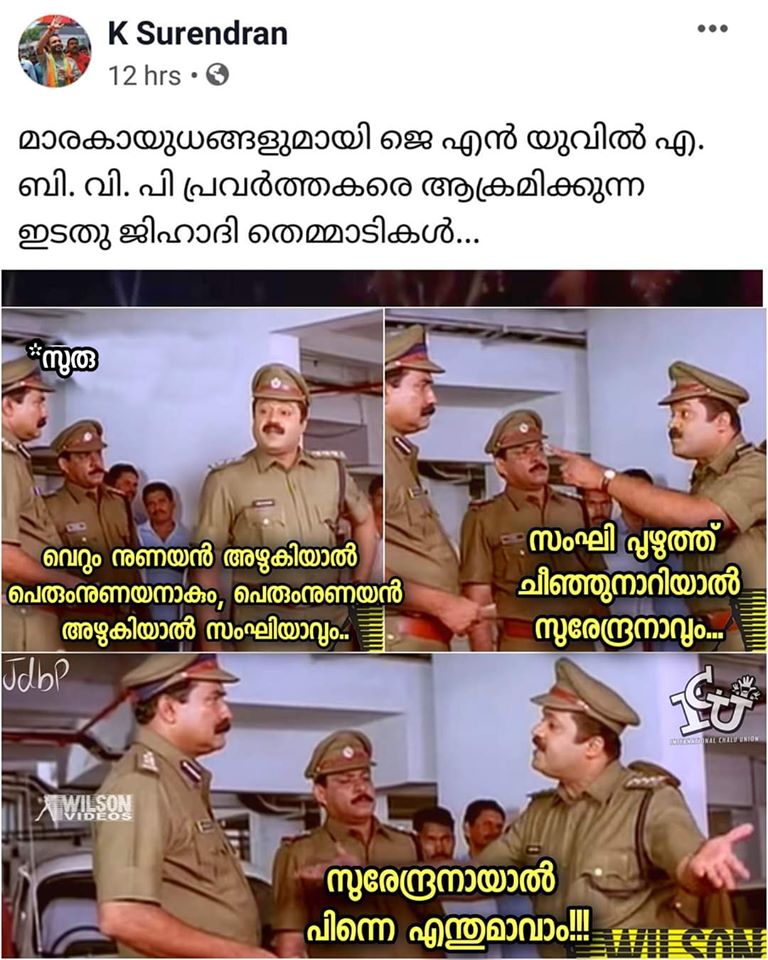 K Surendran
12 hrs •
മാരകായുധങ്ങളുമായി ജെ എൻ യുവിൽ എ.
ബി. വി. പി പ്രവർത്തകരെ ആക്രമിക്കുന്ന
ഇടതു ജിഹാദി തെമ്മാടികൾ...
*സുരു
വെറും നുണയൻ അഴുകിയാൽ
പെരുംനുണയനാകും, പെരുംനുണയൻ
അഴുകിയാൽ സംഘിയാവും..
സംഘി പുഴുത്ത്
ചീഞ്ഞുനാറിയാൽ
സുരേന്ദ്രനാവും...
Jdbp
ICU
INTERNATIONAL CHALU UNION
WILSON
VIDEOS
സുരേന്ദ്രനായാൽ
പിന്നെ എന്തുമാവാം!!!
WILSON